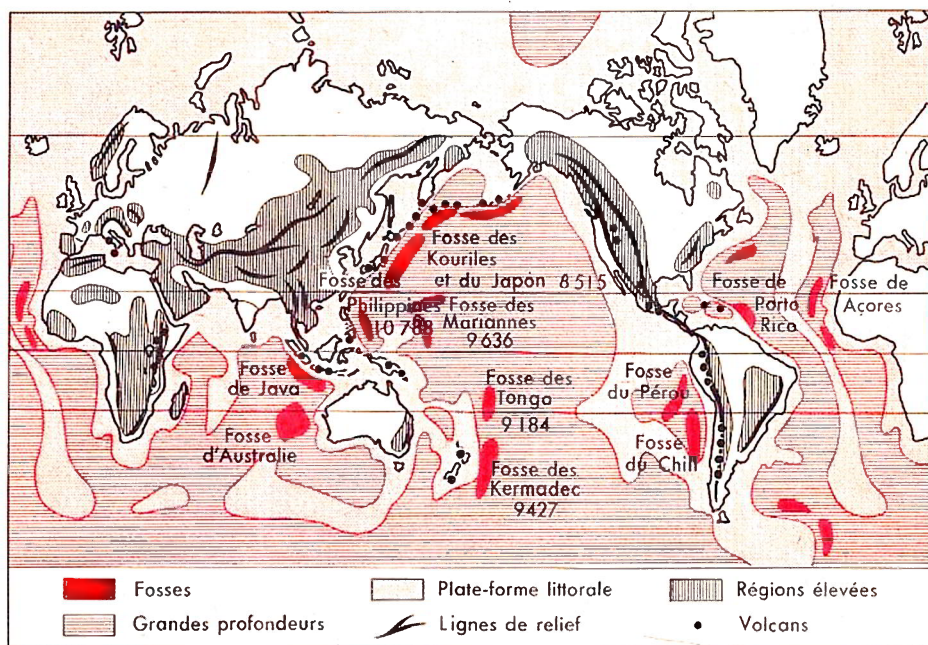 Fosse des
Kouriles
et du Japon 8 515
Fosse des
Philippines
10 788
Fosse des
Mariannes
9 636
Fosse de
Porto
Rico
Fosse de
Açores
Fosse
de Java
Fosse
d'Australie
Fosse des
Tonga
9 184
Fosse des
Kermadec
9 427
Fosse
du Pérou
Fosse
du Chili
Fosses
Plate-forme littorale
Régions élevées
Grandes profondeurs
Lignes de relief
Volcans